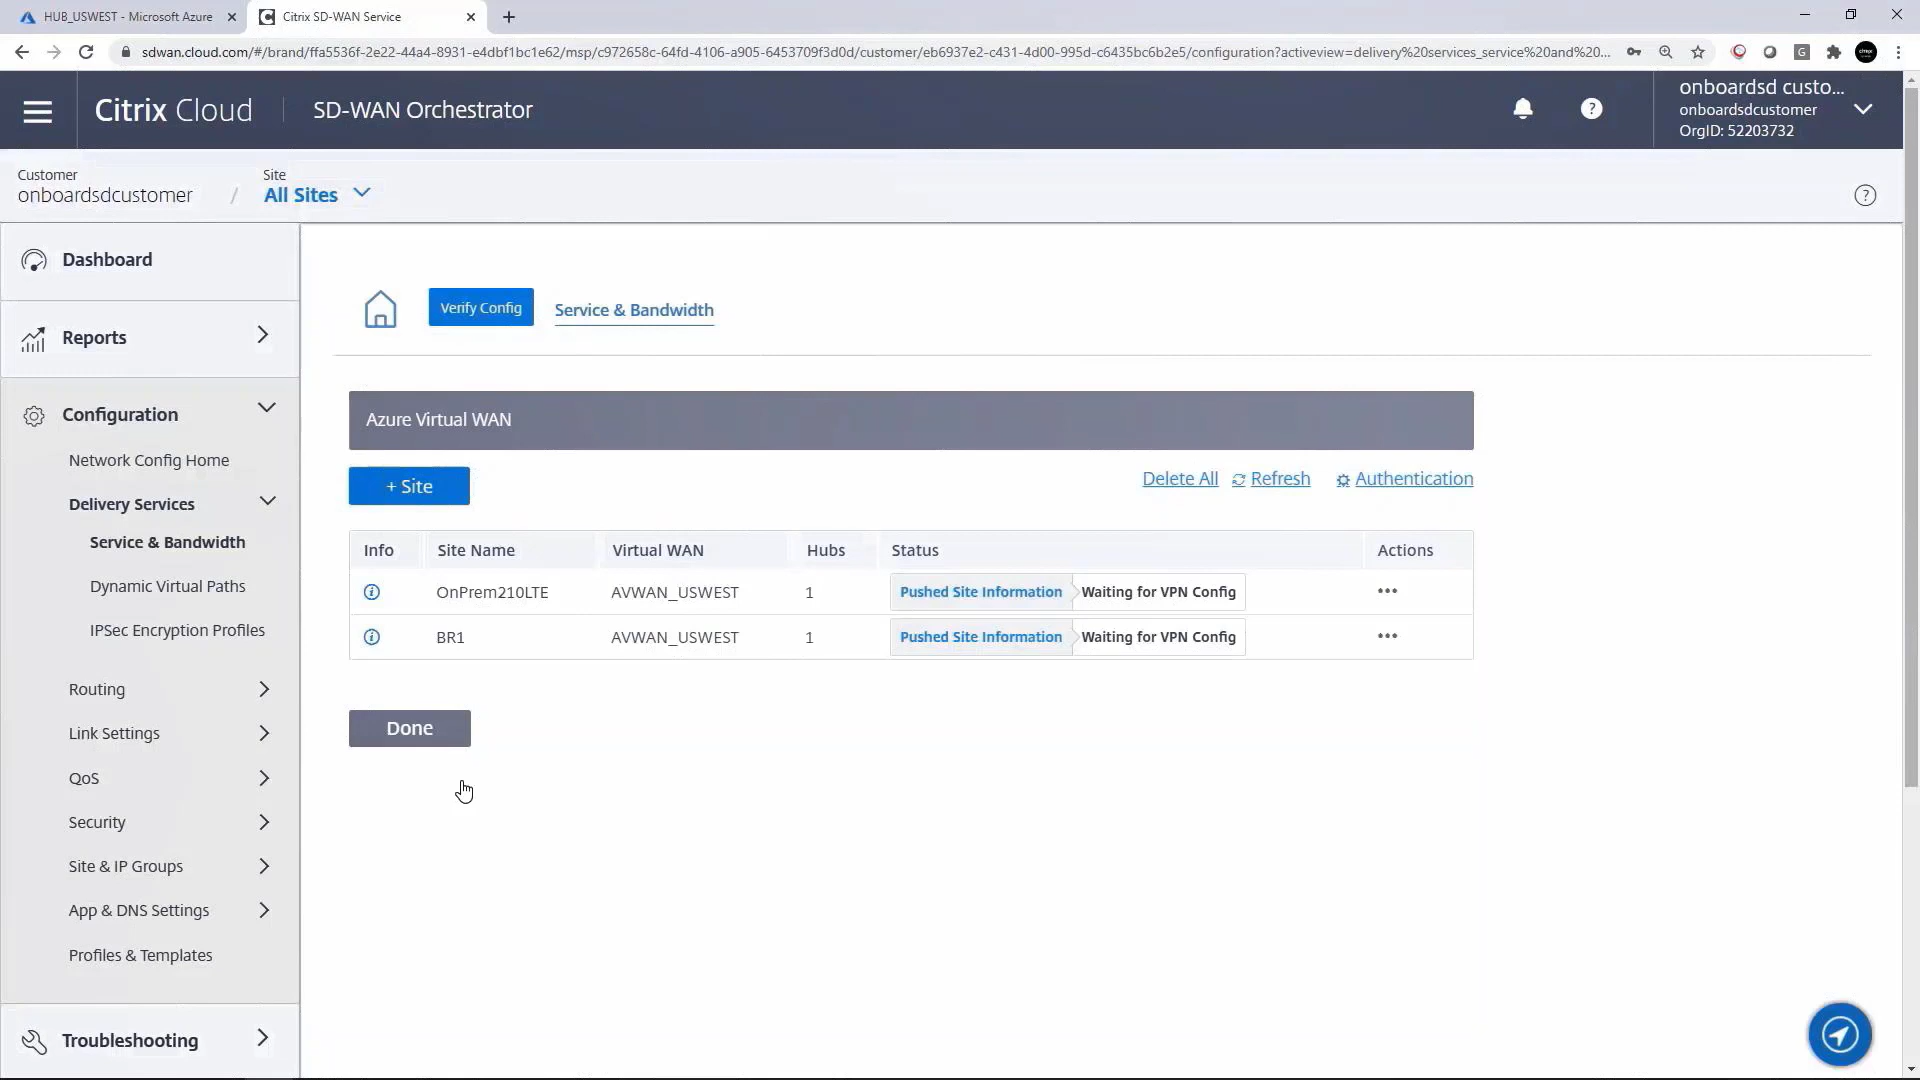 HUB_USWEST - Microsoft Azure
Citrix SD-WAN Service
sdwan.cloud.com/#/brand/ffa5536f-2e22-44a4-8931-e4dbf1bc1e62/msp/c972658c-64fd-4106-a905-6453709f3d0d/customer/eb6937e2-c431-4d00-995d-c6435bc6b2e5/configuration?activeview=delivery%20services_service%20and%20...
Citrix Cloud
SD-WAN Orchestrator
onboardsd custo...
onboardsdcustomer
OrgID: 52203732
Customer
onboardsdcustomer
/
Site
All Sites
Dashboard
Reports
Configuration
Network Config Home
Delivery Services
Service & Bandwidth
Dynamic Virtual Paths
IPSec Encryption Profiles
Routing
Link Settings
QoS
Security
Site & IP Groups
App & DNS Settings
Profiles & Templates
Troubleshooting
Verify Config
Service & Bandwidth
Azure Virtual WAN
+ Site
Delete All Refresh Authentication
Info Site Name Virtual WAN Hubs Status Actions
OnPrem210LTE AVWAN_USWEST 1 Pushed Site Information Waiting for VPN Config
BR1 AVWAN_USWEST 1 Pushed Site Information Waiting for VPN Config
Done